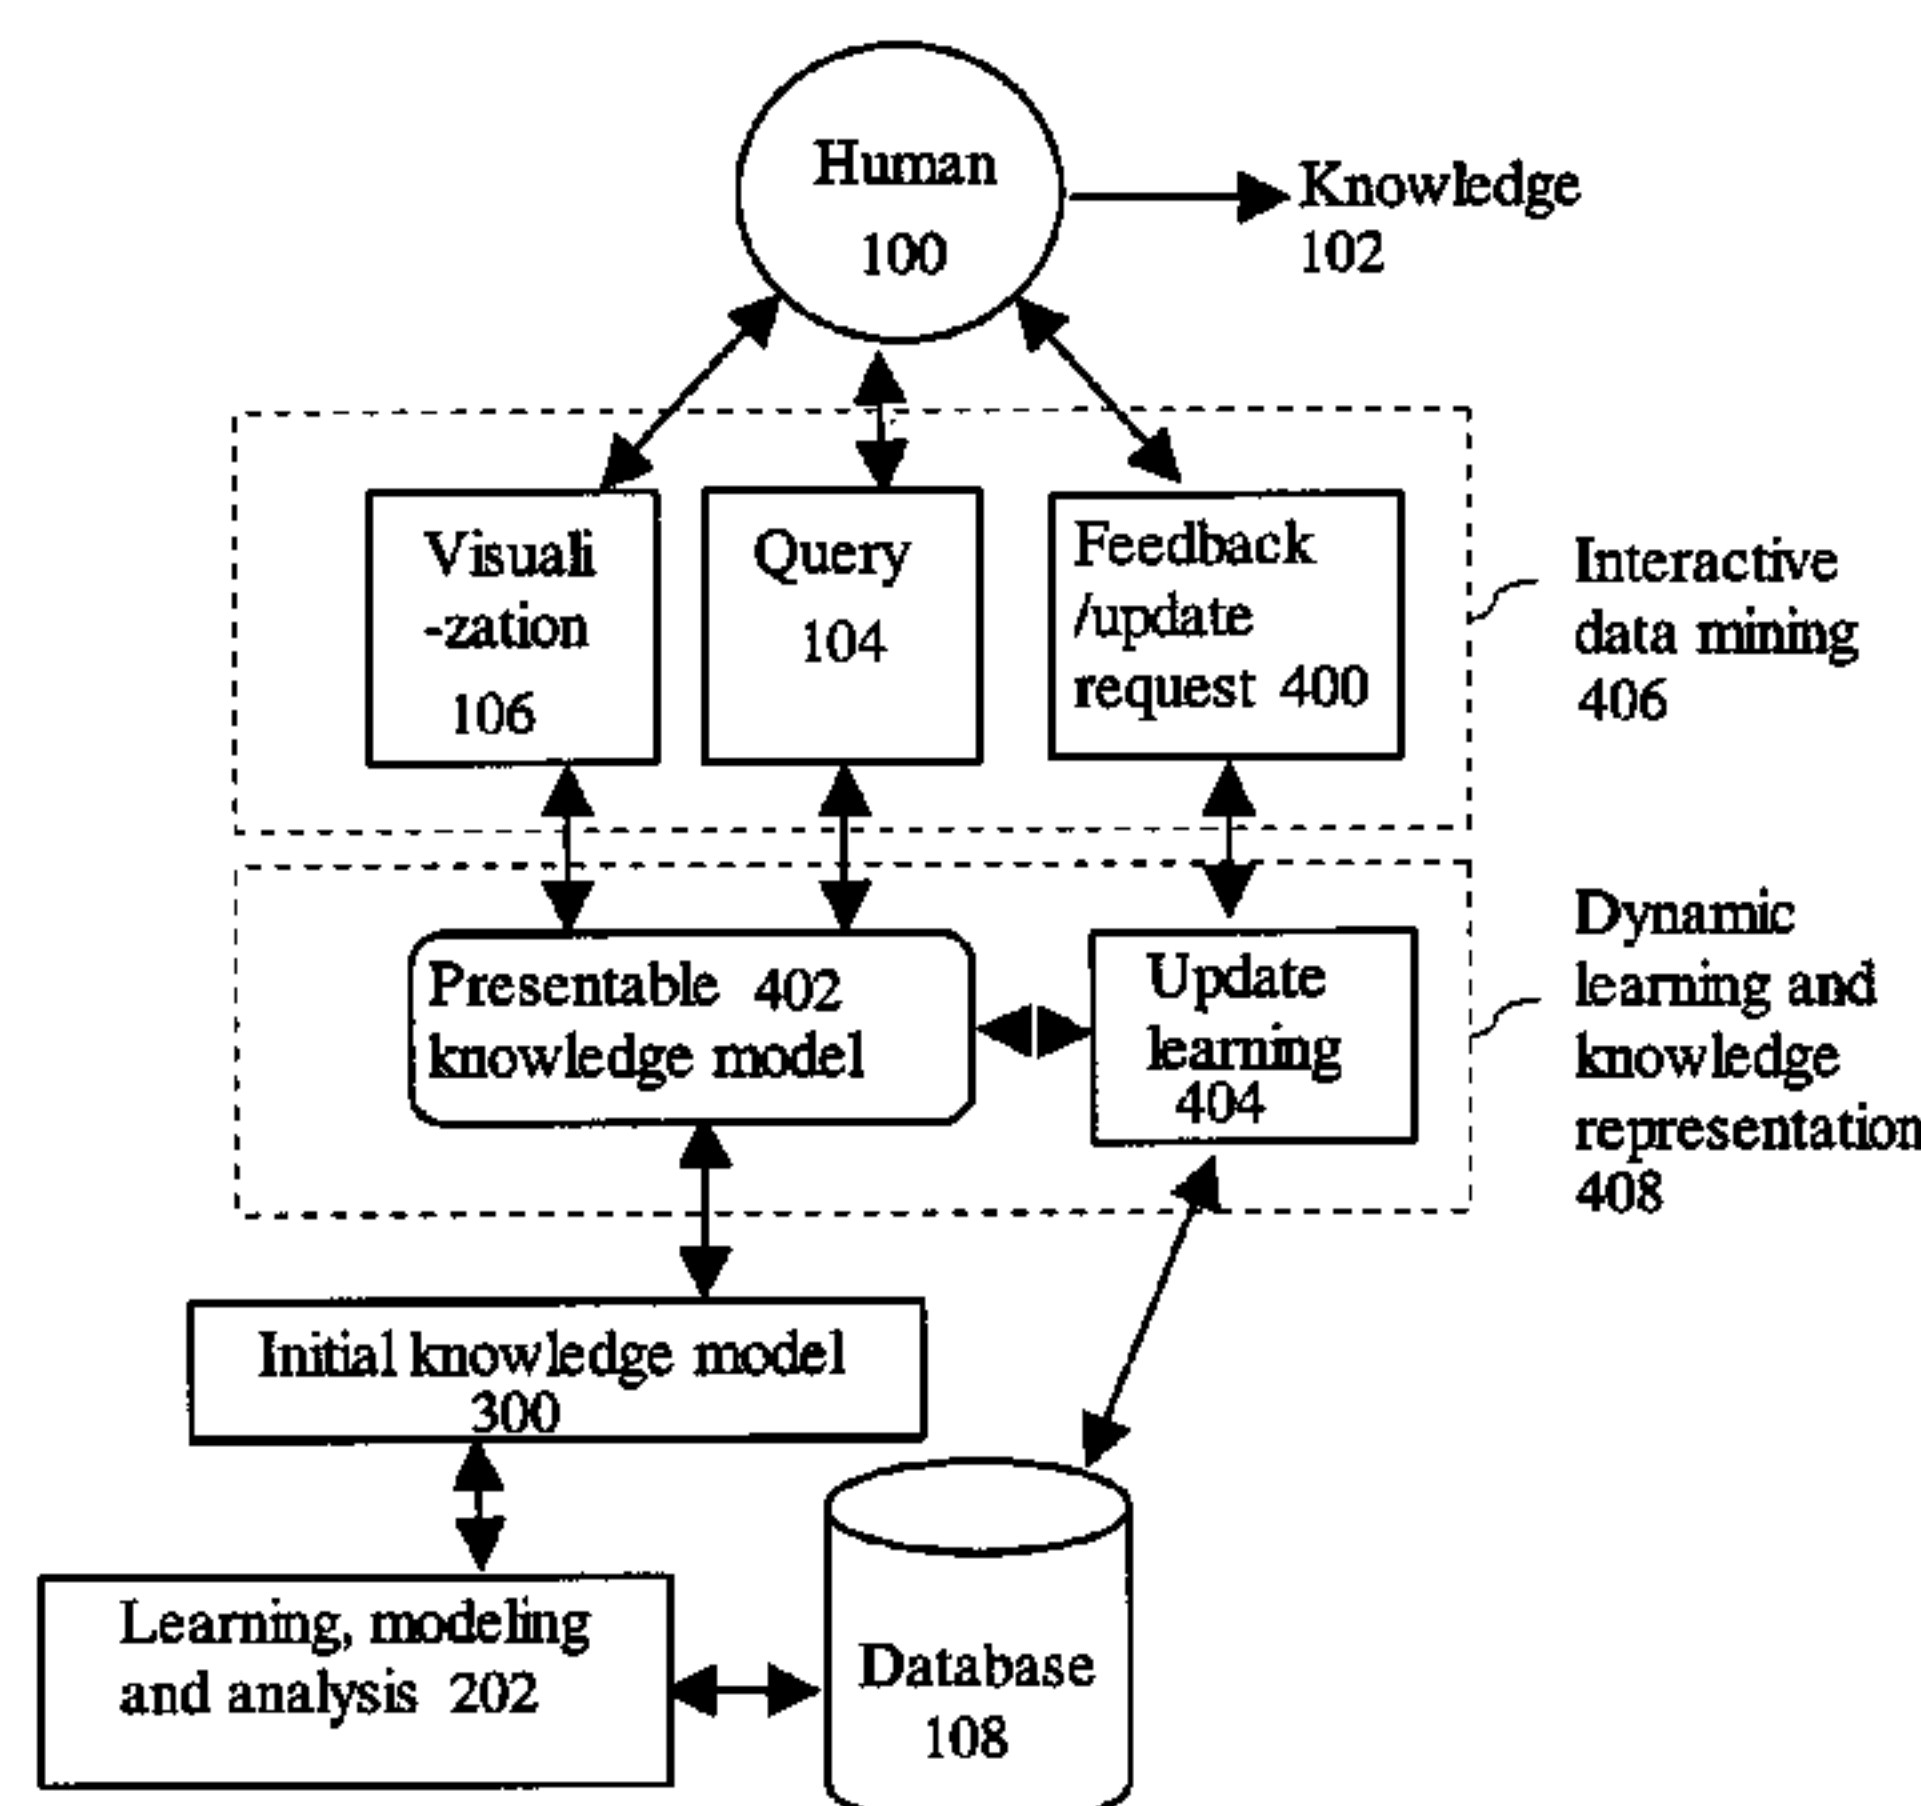 Human
100
Knowledge
102
Visuali
-zation
106
Query
104
Feedback
/update
request 400
Interactive
data mining
406
Presentable 402
knowledge model
Update
learning
404
Dynamic
learning and
knowledge
representation
408
Initial knowledge model
300
Learning, modeling
and analysis 202
Database
108